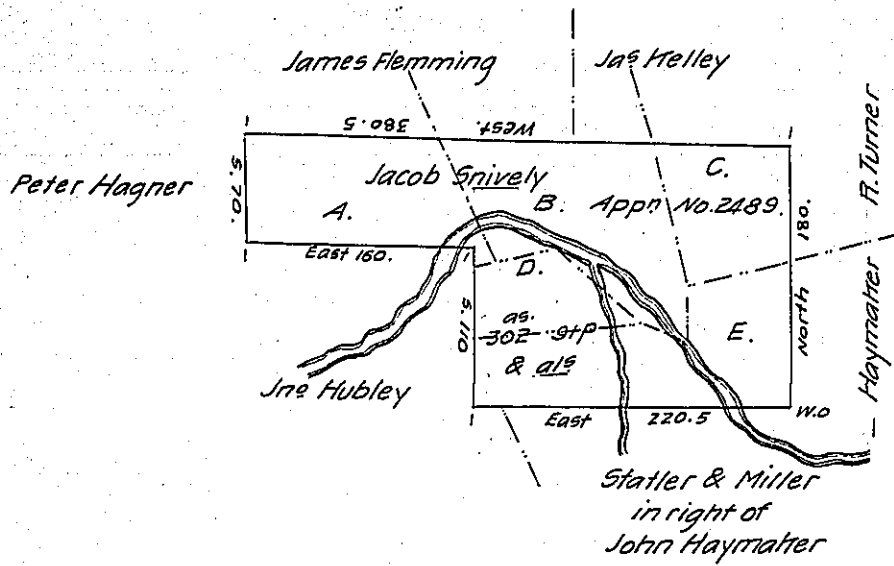 James Flemming
Jas Kelley
West. 380.5
S. 70.
Peter Hagner
Jacob Snively
C.
A.
B. Appn. No. 2489.
180.
North
R. Turner
Haymaker
East 160.
D.
S. 110
as.
302 strp
& als
E.
Jno Hubley
East 220.5
W.O
Statler & Miller
in right of
John Haymaker